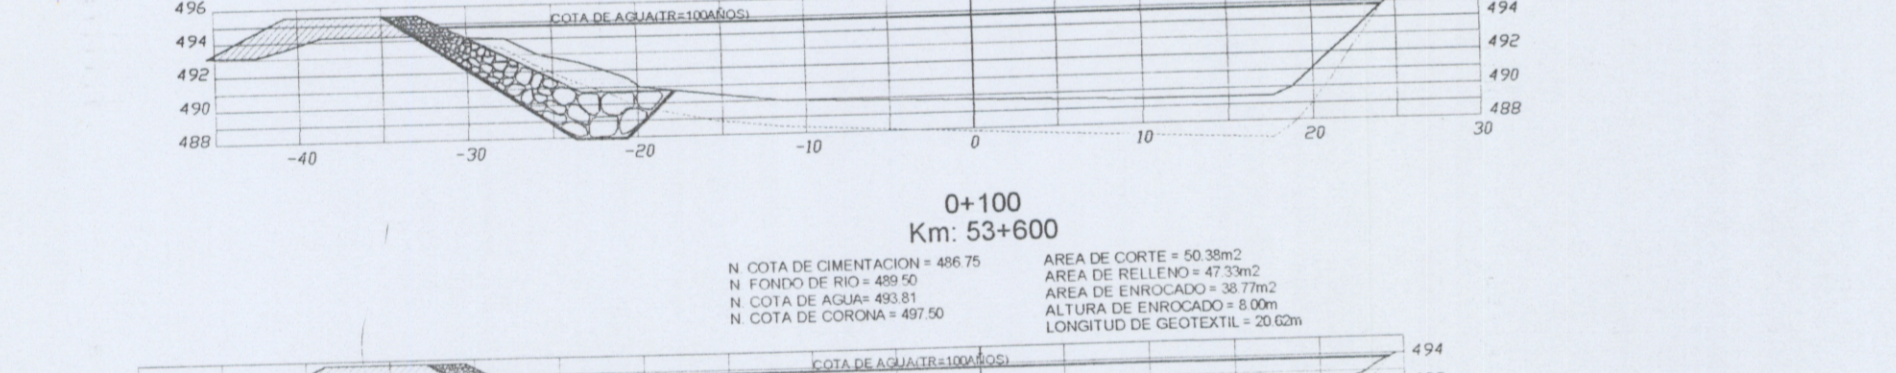 496
494
492
490
488
COTA DE AGUA(TR=100AÑOS)
494
492
490
488
-40 -30 -20 -10 0 10 20 30
0+100
Km: 53+600
N COTA DE CIMENTACION = 486.75
N FONDO DE RIO = 489.50
N COTA DE AGUA= 493.81
N. COTA DE CORONA = 497.50
AREA DE CORTE = 50.38m2
AREA DE RELLENO = 47.33m2
AREA DE ENROCADO = 38.77m2
ALTURA DE ENROCADO = 8.00m
LONGITUD DE GEOTEXTIL = 20.62m
COTA DE AGUA(TR=100AÑOS)
494